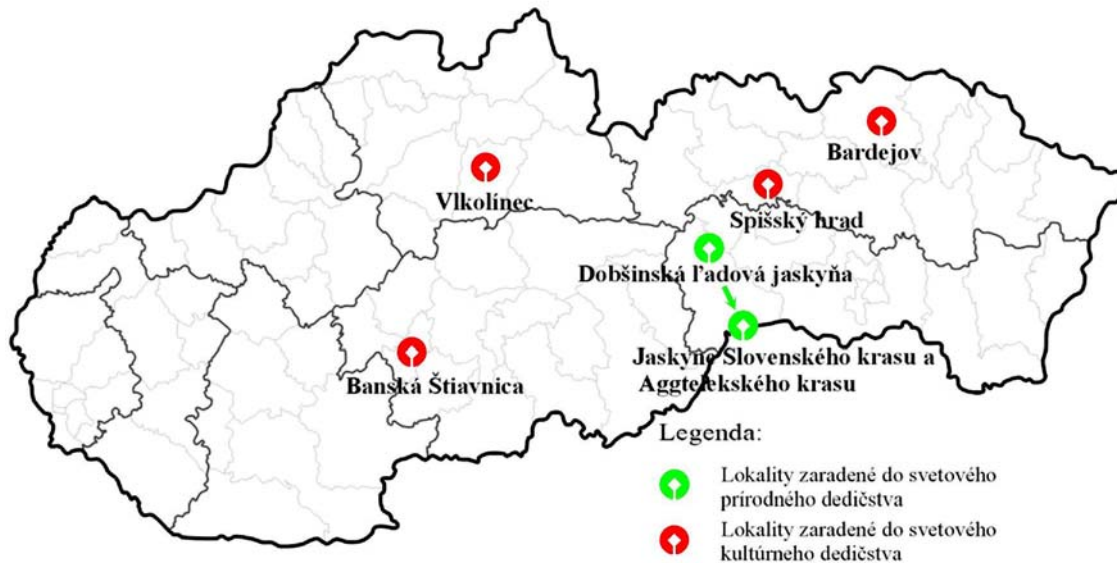 Bardejov
Vlkolínec
Spišský hrad
Dobšinská ľadová jaskyňa
Jaskyne Slovenského krasu a
Aggtelekského krasu
Banská Štiavnica
Legenda:
Lokality zaradené do svetového
prírodného dedičstva
Lokality zaradené do svetového
kultúrneho dedičstva